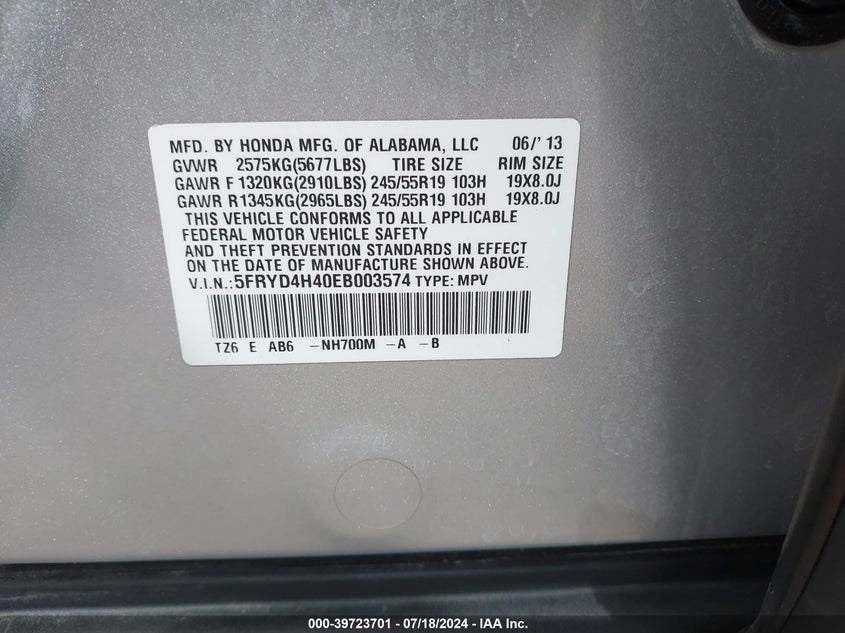 MFD. BY HONDA MFG. OF ALABAMA, LLC 06/' 13
GVWR 2575KG(5677LBS) TIRE SIZE RIM SIZE
GAWR F 1320KG(2910LBS) 245/55R19 103H 19X8.0J
GAWR R1345KG(2965LBS) 245/55R19 103H 19X8.0J
THIS VEHICLE CONFORMS TO ALL APPLICABLE
FEDERAL MOTOR VEHICLE SAFETY
AND THEFT PREVENTION STANDARDS IN EFFECT
ON THE DATE OF MANUFACTURE SHOWN ABOVE.
V.I.N.:5FRYD4H40EB003574 TYPE: MPV
TZ6 E AB6 -NH700M -A -B
000-39723701 / 07/18/2024 - IAA Inc.